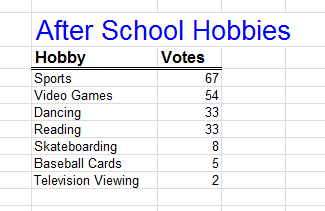 After School Hobbies
Hobby Votes
Sports 67
Video Games 54
Dancing 33
Reading 33
Skateboarding 8
Baseball Cards 5
Television Viewing 2